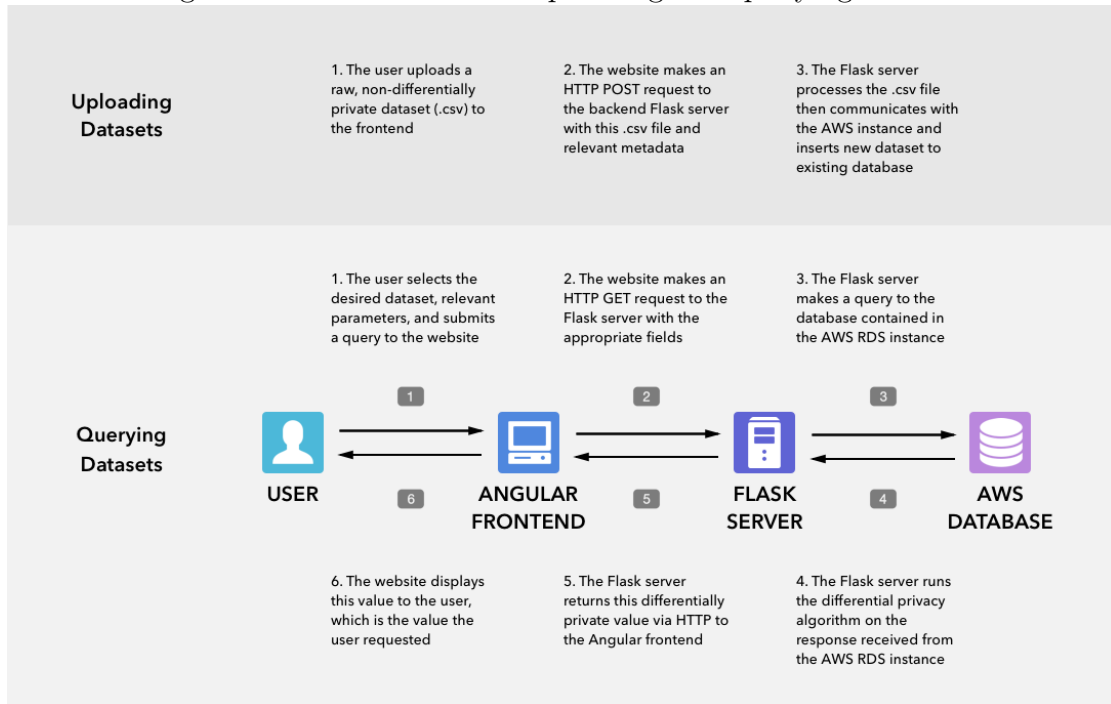 Uploading
Datasets
1. The user uploads a
raw, non-differentially
private dataset (.csv) to
the frontend
2. The website makes an
HTTP POST request to
the backend Flask server
with this .csv file and
relevant metadata
3. The Flask server
processes the .csv file
then communicates with
the AWS instance and
inserts new dataset to
existing database
1. The user selects the
desired dataset, relevant
parameters, and submits
a query to the website
2. The website makes an
HTTP GET request to the
Flask server with the
appropriate fields
3. The Flask server
makes a query to the
database contained in
the AWS RDS instance
Querying
Datasets
1
2
3
USER
ANGULAR
FRONTEND
FLASK
SERVER
AWS
DATABASE
6
5
4
6. The website displays
this value to the user,
which is the value the
user requested
5. The Flask server
returns this differentially
private value via HTTP to
the Angular frontend
4. The Flask server runs
the differential privacy
algorithm on the
response received from
the AWS RDS instance